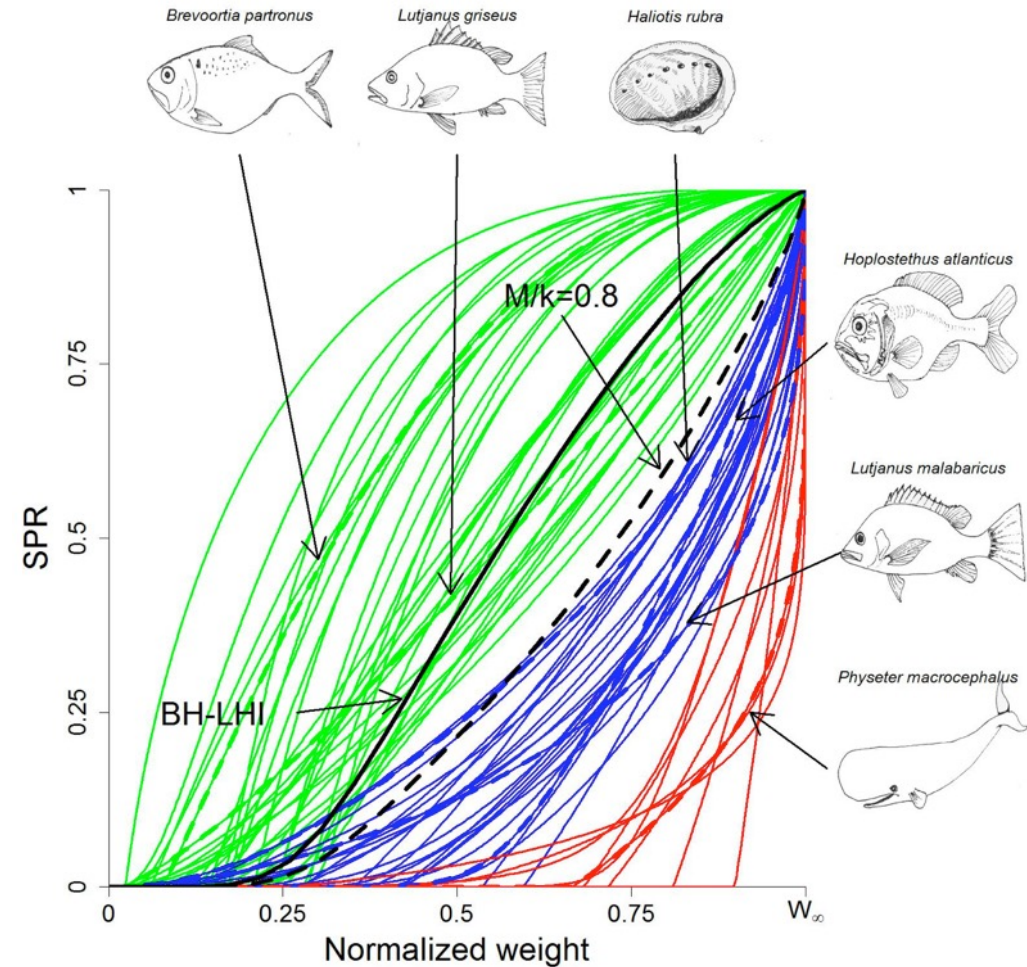 Brevoortia partronus
Lutjanus griseus
Haliotis rubra
1
Hoplostethus atlanticus
M/k=0.8
0.75
Lutjanus malabaricus
0.5
SPR
Physeter macrocephalus
0.25
BH-LHI
0
0
0.25
0.5
0.75
W∞
Normalized weight